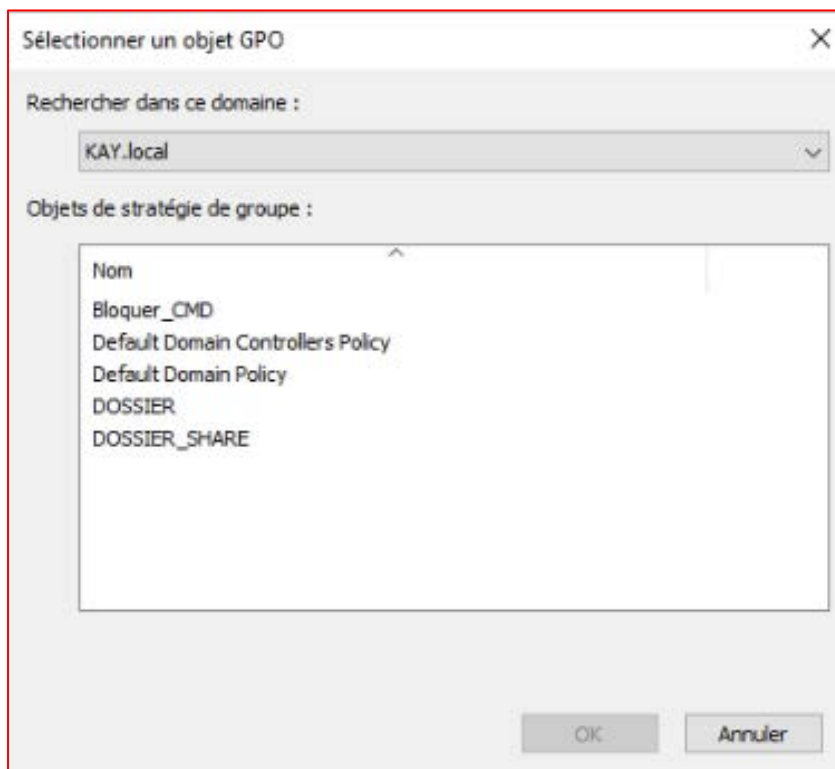 Sélectionner un objet GPO
Rechercher dans ce domaine :
KAY.local
Objets de stratégie de groupe :
Nom
Bloquer_CMD
Default Domain Controllers Policy
Default Domain Policy
DOSSIER
DOSSIER_SHARE
OK
Annuler